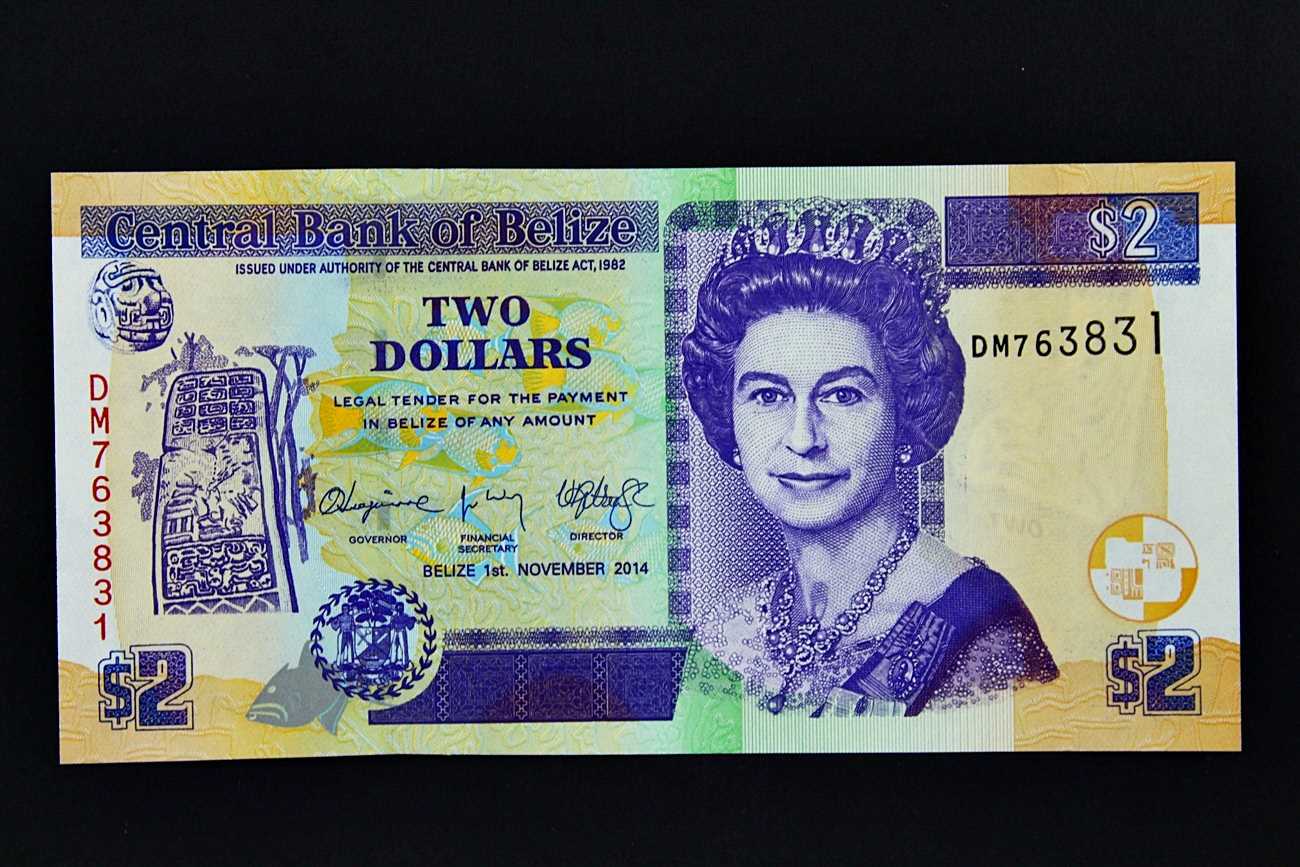 Central Bank of Belize
$2
ISSUED UNDER AUTHORITY OF THE CENTRAL BANK OF BELIZE ACT, 1982
TWO
DOLLARS
DM763831
LEGAL TENDER FOR THE PAYMENT
IN BELIZE OF ANY AMOUNT
DM763831
GOVERNOR
FINANCIAL
SECRETARY
DIRECTOR
BELIZE 1st. NOVEMBER 2014
$2
$2